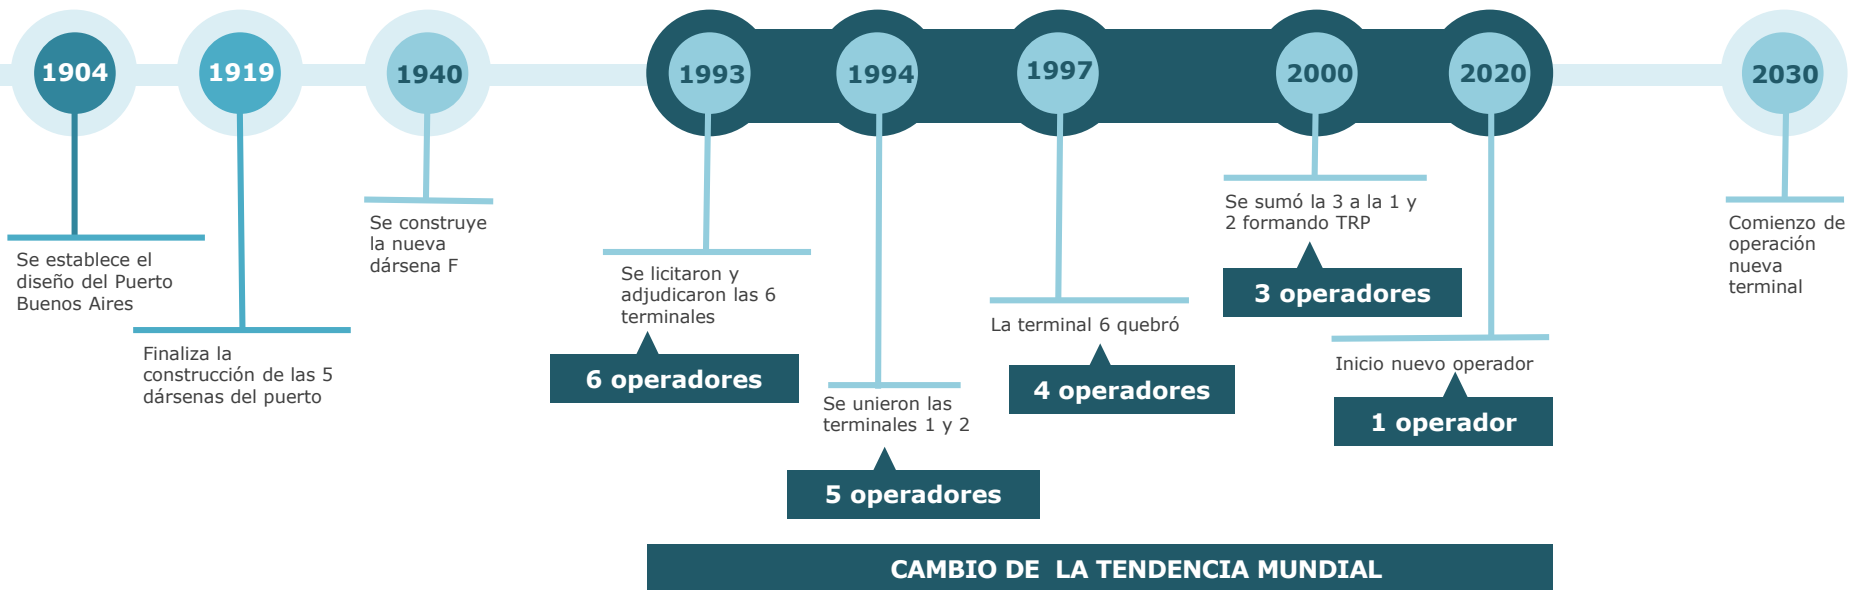 1904
1919
1940
1993
1994
1997
2000
2020
2030
Se establece el
diseño del Puerto
Buenos Aires
Finaliza la
construcción de las 5
dársenas del puerto
Se construye
la nueva
dársena F
Se licitaron y
adjudicaron las 6
terminales
6 operadores
Se unieron las
terminales 1 y 2
5 operadores
La terminal 6 quebró
4 operadores
Se sumó la 3 a la 1 y
2 formando TRP
3 operadores
Inicio nuevo operador
1 operador
Comienzo de
operación
nueva
terminal
CAMBIO DE LA TENDENCIA MUNDIAL